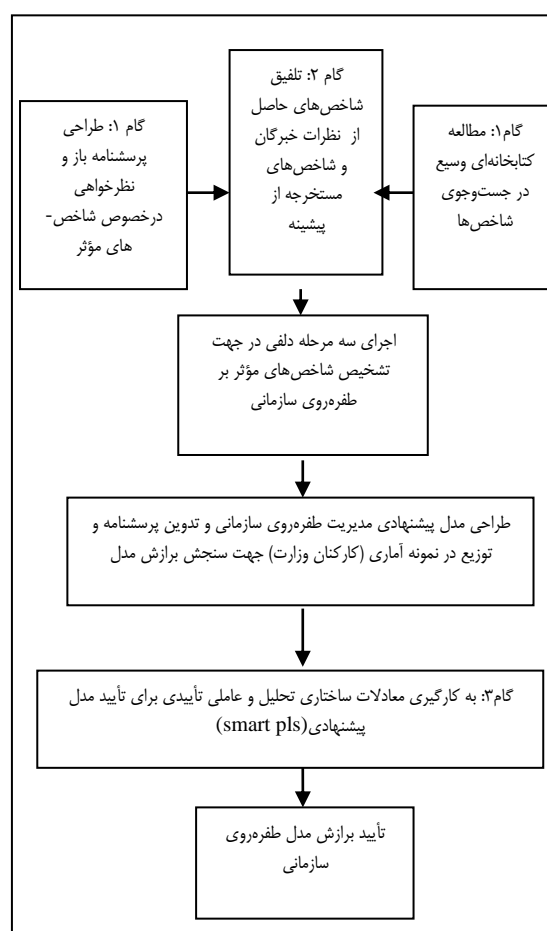 گام ۱: طراحی
پرسشنامه باز و
نظرخواهی
درخصوص شاخص-
های مؤثر
گام ۲: تلفیق
شاخص‌های حاصل
از نظرات خبرگان
و شاخص‌های
مستخرجه از
پیشینه
گام۱: مطالعه
کتابخانه‌ای وسیع
در جست‌وجوی
شاخص‌ها
اجرای سه مرحله دلفی در جهت
تشخیص شاخص‌های مؤثر بر
طفره‌روی سازمانی
طراحی مدل پیشنهادی مدیریت طفره‌روی سازمانی و تدوین پرسشنامه و
توزیع در نمونه آماری (کارکنان وزارت) جهت سنجش برازش مدل
گام۳: به کارگیری معادلات ساختاری تحلیل و عاملی تأییدی برای تأیید مدل
پیشنهادی(smart pls)
تأیید برازش مدل طفره‌روی
سازمانی